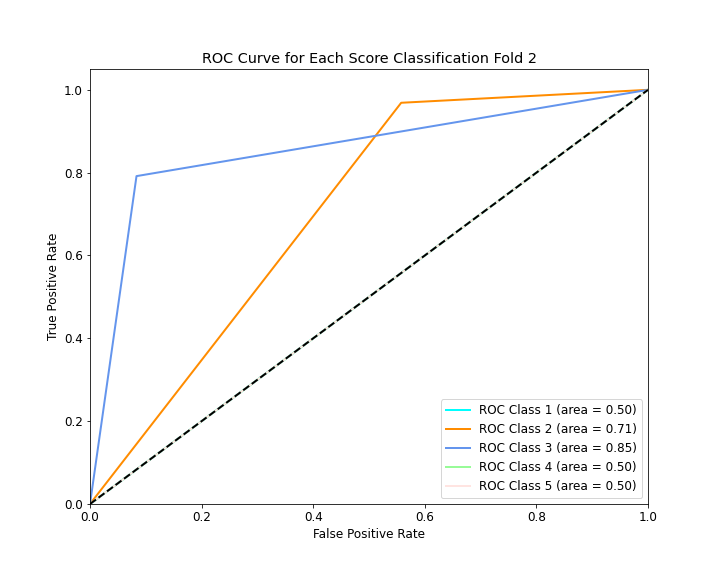 ROC Curve for Each Score Classification Fold 2
True Positive Rate
1.0
0.8
0.6
0.4
0.2
0.0
ROC Class 1 (area = 0.50)
ROC Class 2 (area = 0.71)
ROC Class 3 (area = 0.85)
ROC Class 4 (area = 0.50)
ROC Class 5 (area = 0.50)
0.0 0.2 0.4 0.6 0.8 1.0
False Positive Rate